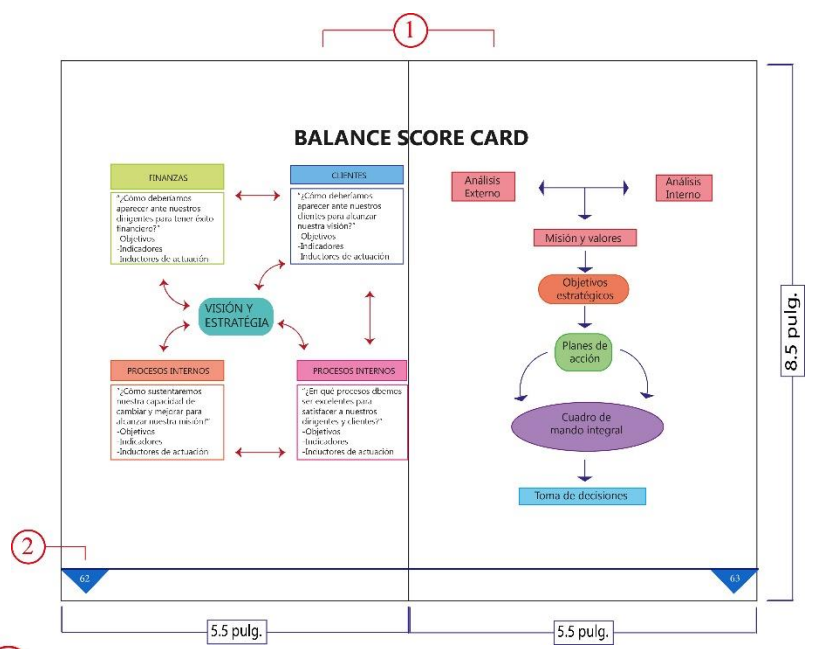 1
BALANCE SCORE CARD
FINANZAS
"¿Cómo deberíamos
aparecer ante nuestros
dirigentes para tener éxito
financiero?"
Objetivos
-Indicadores
Inductores de actuación
CLIENTES
"¿Cómo deberíamos
aparecer ante nuestros
clientes para alcanzar
nuestra visión?"
Objetivos
-Indicadores
Inductores de actuación
VISIÓN Y
ESTRATÉGIA
PROCESOS INTERNOS
"¿Cómo sustentaremos
nuestra capacidad de
cambiar y mejorar para
alcanzar nuestra misión!"
-Objetivos
-Indicadores
-Inductores de actuación
PROCESOS INTERNOS
"¿En qué procesos dbemos
ser excelentes para
satisfacer a nuestros
dirigentes y clientes?"
-Objetivos
-Indicadores
-Inductores de actuación
Análisis
Externo
Análisis
Interno
Misión y valores
Objetivos
estratégicos
Planes de
acción
Cuadro de
mando integral
Toma de decisiones
8.5 pulg.
2
62
63
5.5 pulg.
5.5 pulg.